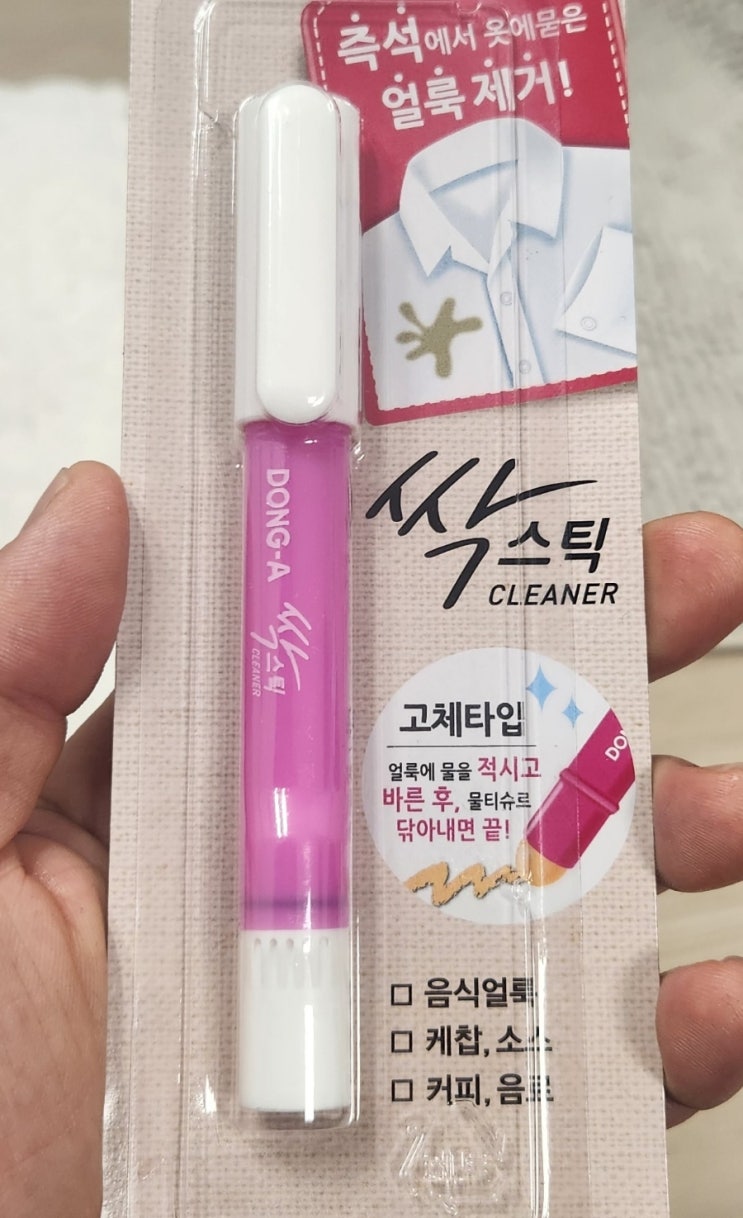 즉석에서 옷에묻은
얼룩 제거!
DONG-A
싹스틱
CLEANER
싹스틱
CLEANER
고체타입
얼룩에 물을 적시고
바른 후, 물티슈로
닦아내면 끝!
DO
음식얼룩
케찹, 소스
커피, 음료